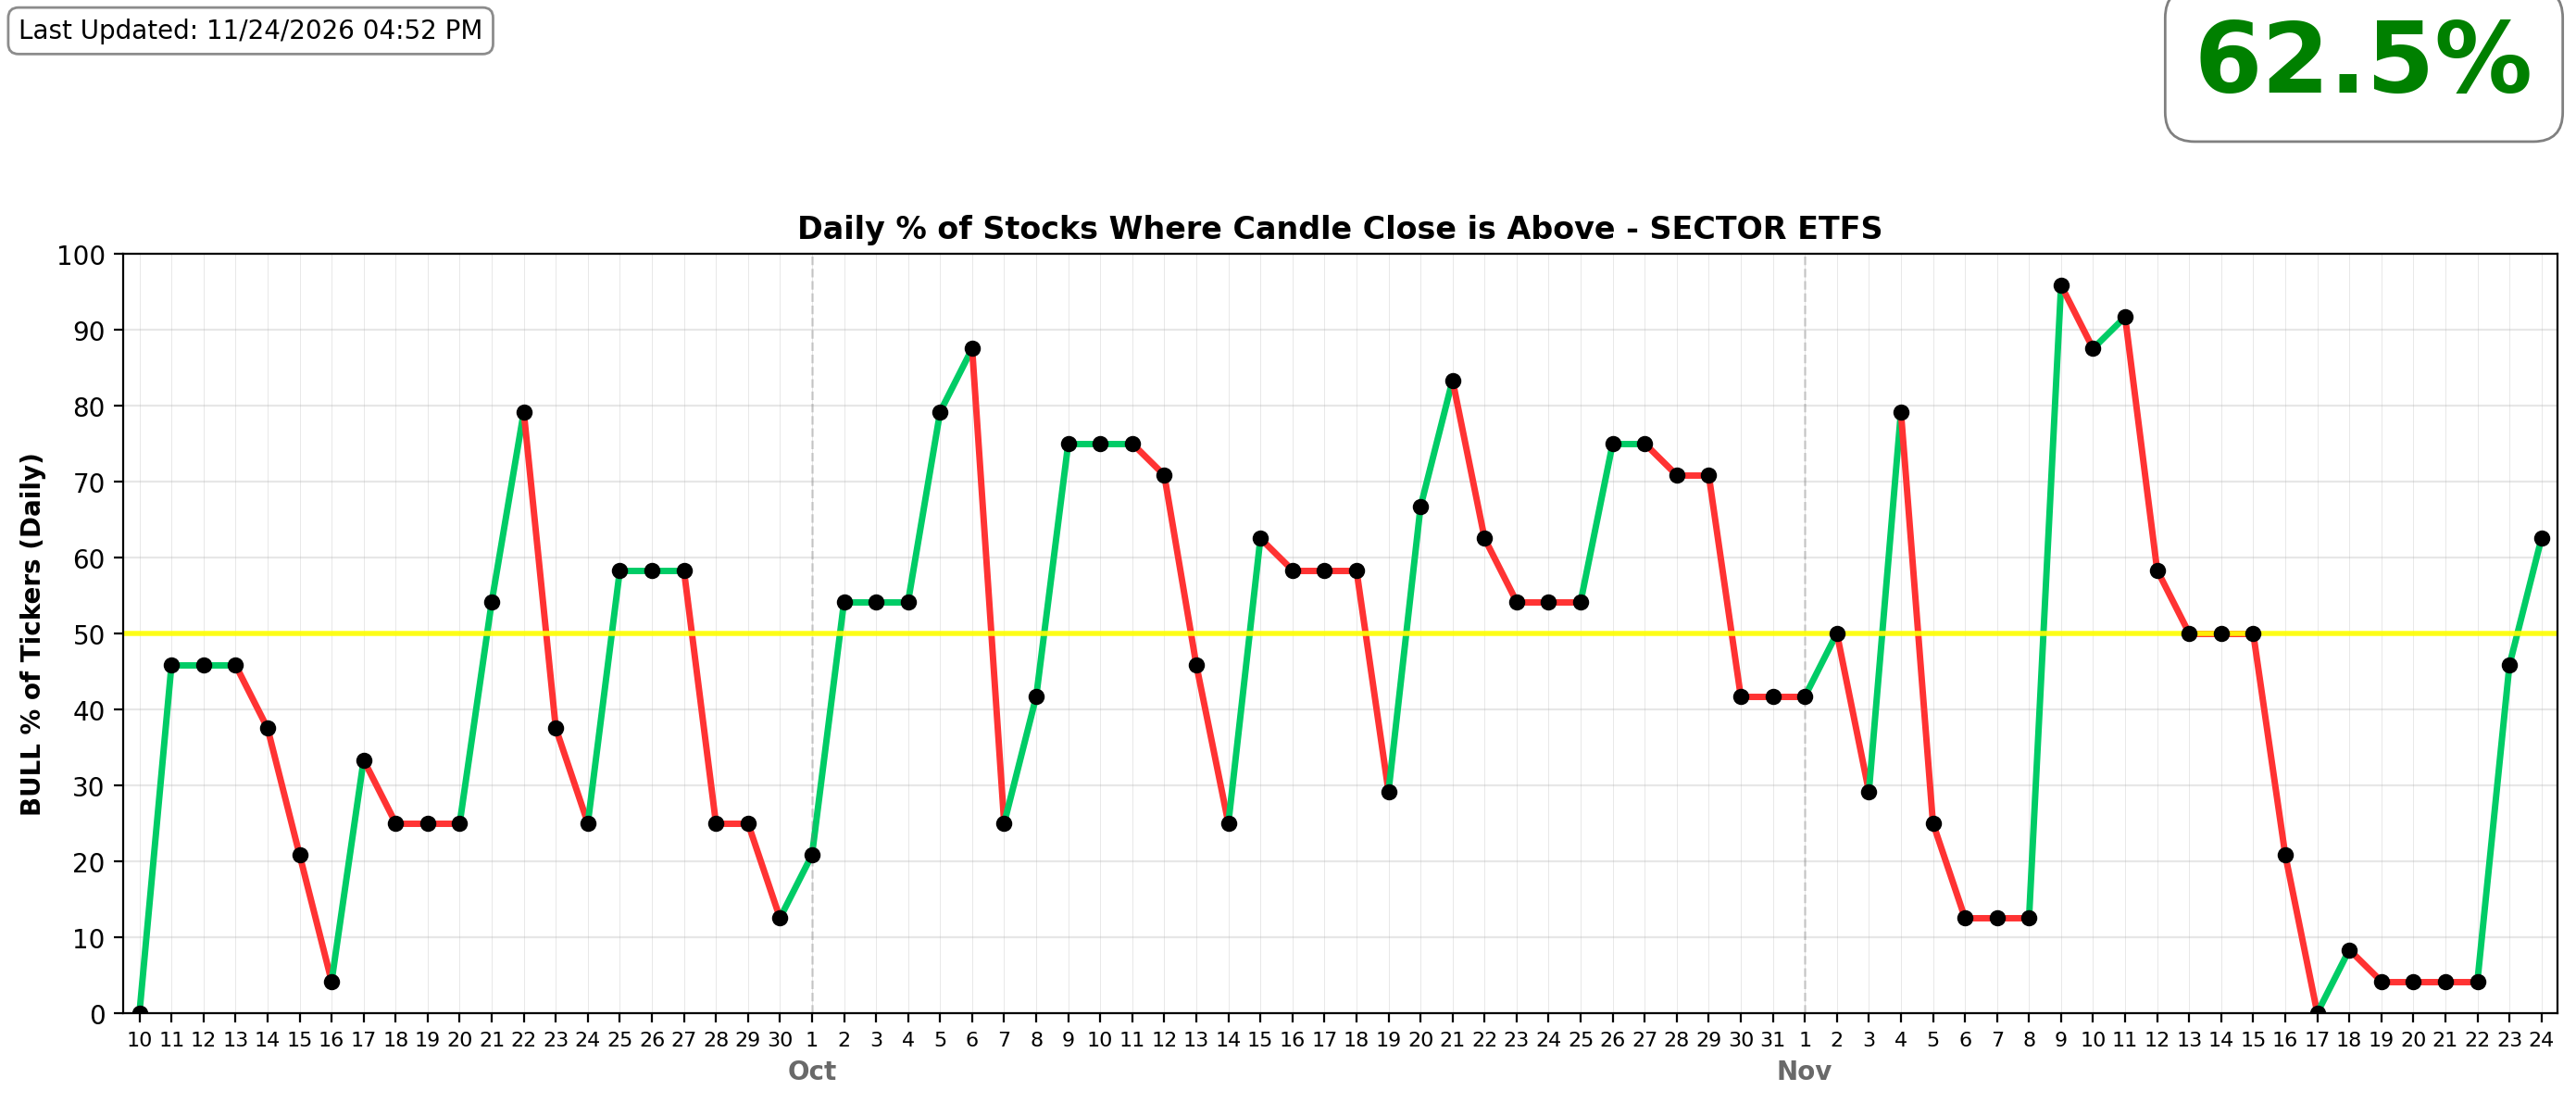 Last Updated: 11/24/2026 04:52 PM
62.5%
Daily % of Stocks Where Candle Close is Above - SECTOR ETFS
BULL % of Tickers (Daily)
100
90
80
70
60
50
40
30
20
10
0
10 11 12 13 14 15 16 17 18 19 20 21 22 23 24 25 26 27 28 29 30 1 2 3 4 5 6 7 8 9 10 11 12 13 14 15 16 17 18 19 20 21 22 23 24 25 26 27 28 29 30 31 1 2 3 4 5 6 7 8 9 10 11 12 13 14 15 16 17 18 19 20 21 22 23 24
Oct Nov